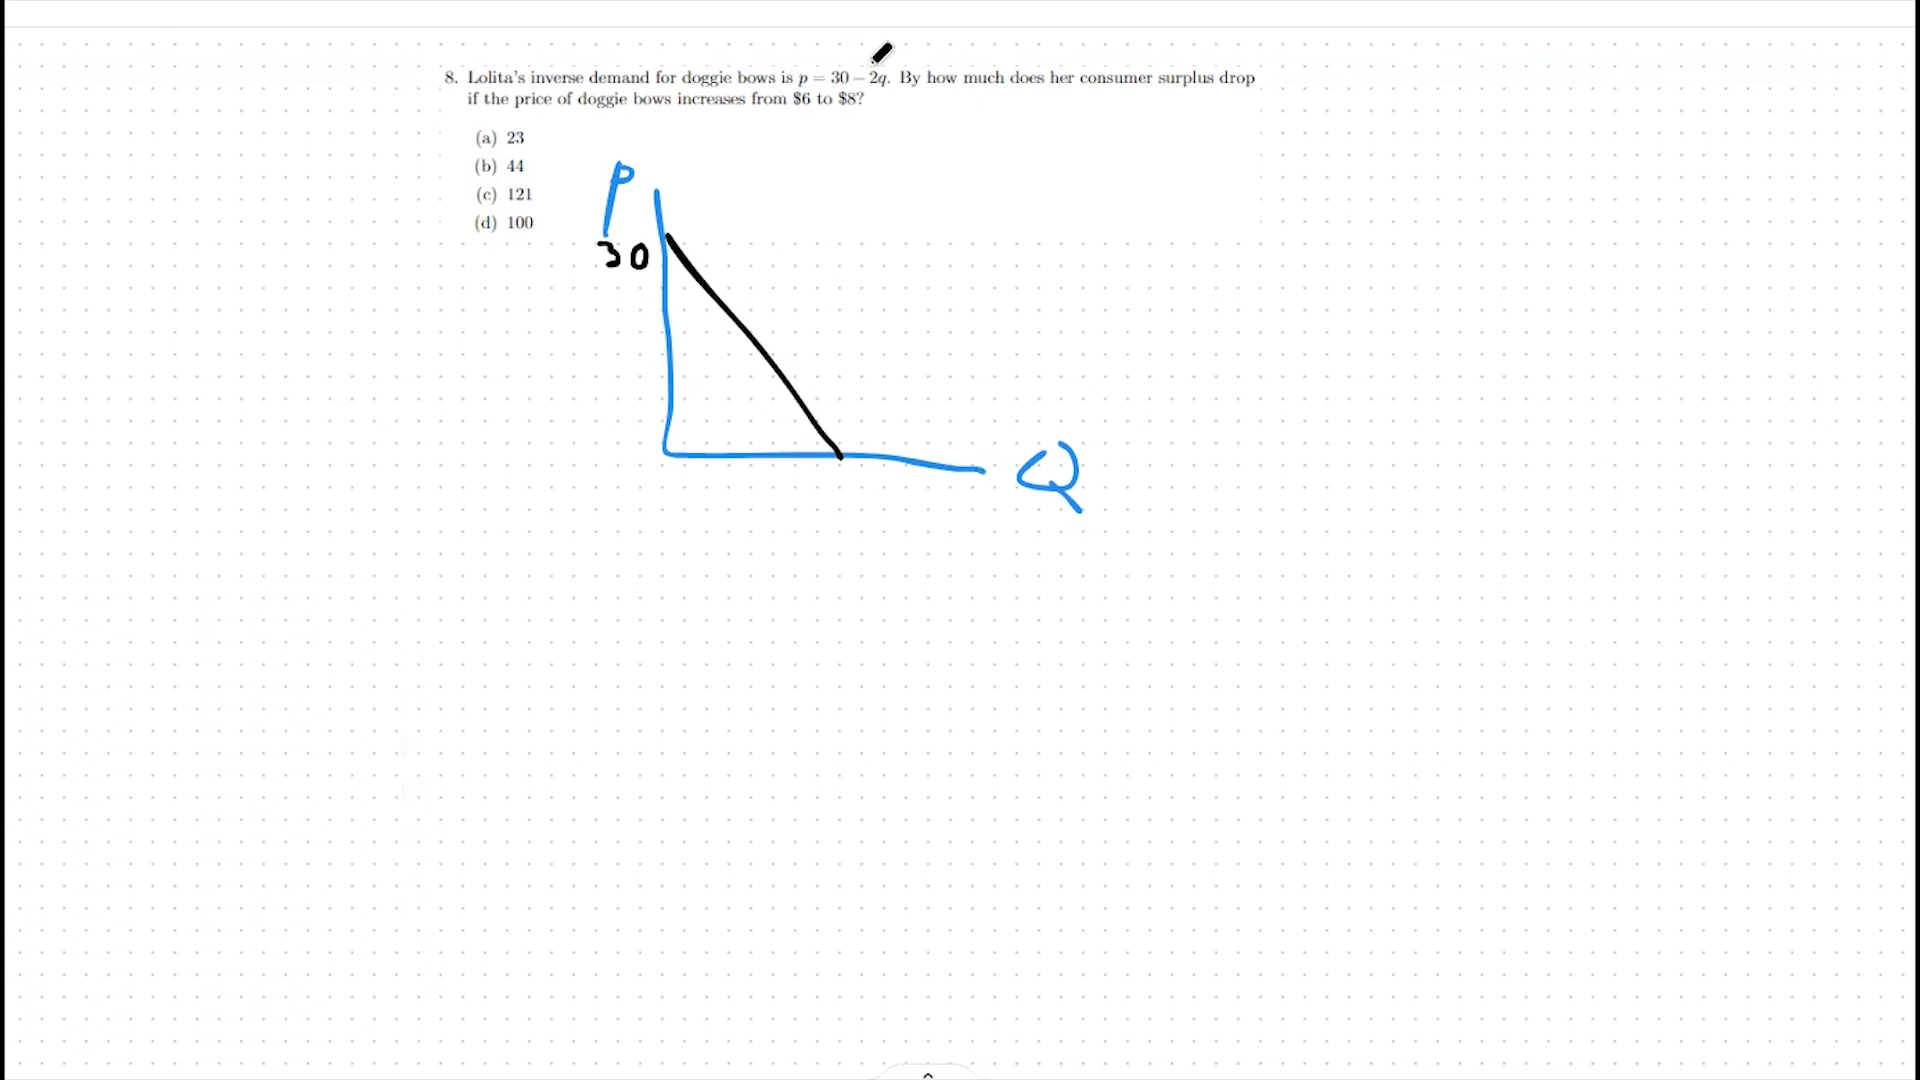 8. Lolita's inverse demand for doggie bows is p = 30 − 2q. By how much does her consumer surplus drop
if the price of doggie bows increases from $6 to $8?
(a) 23
(b) 44
(c) 121
(d) 100
P
30
Q